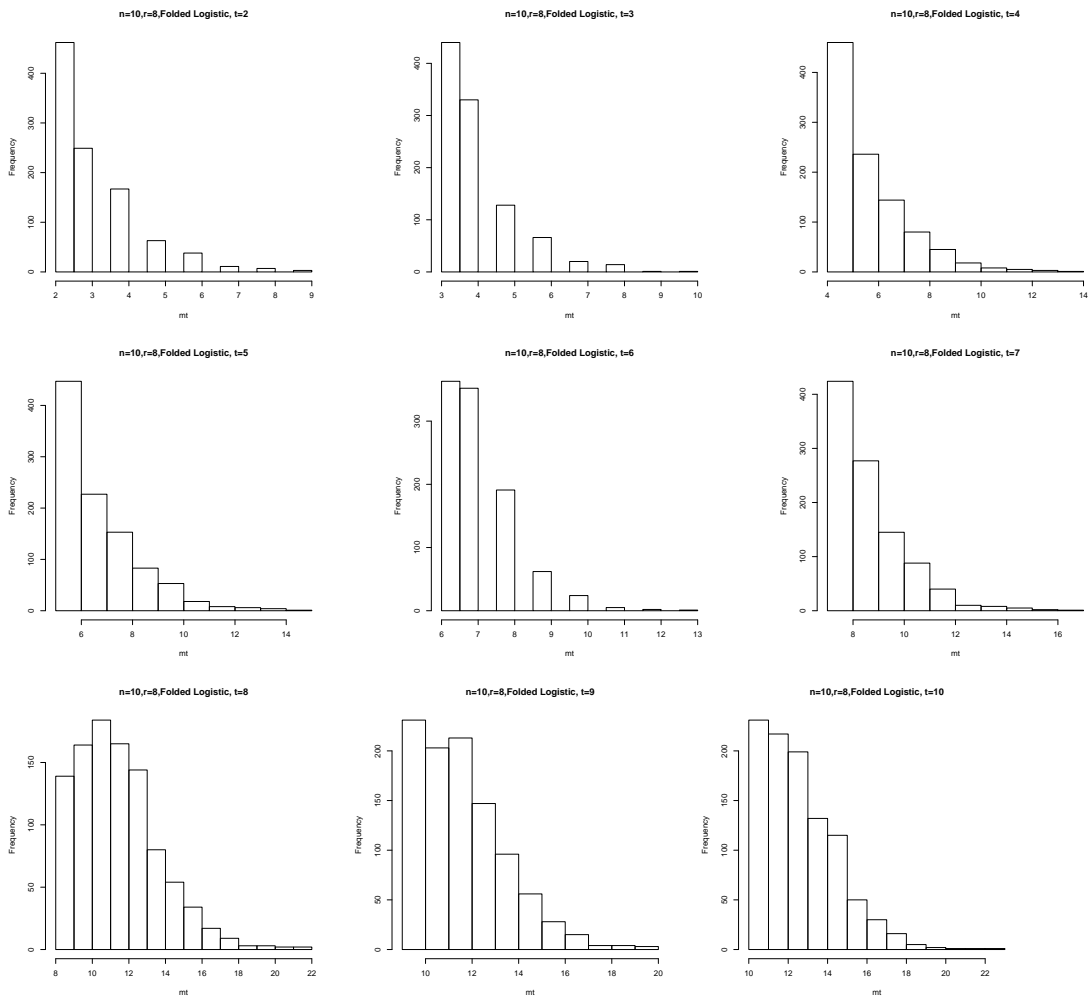 n=10,r=8,Folded Logistic, t=2
Frequency
0 100 200 300 400
2 3 4 5 6 7 8 9
mt
n=10,r=8,Folded Logistic, t=3
Frequency
0 100 200 300 400
3 4 5 6 7 8 9 10
mt
n=10,r=8,Folded Logistic, t=4
Frequency
0 100 200 300 400
4 6 8 10 12 14
mt
n=10,r=8,Folded Logistic, t=5
Frequency
0 100 200 300 400
6 8 10 12 14
mt
n=10,r=8,Folded Logistic, t=6
Frequency
0 100 200 300
6 7 8 9 10 11 12 13
mt
n=10,r=8,Folded Logistic, t=7
Frequency
0 100 200 300 400
8 10 12 14 16
mt
n=10,r=8,Folded Logistic, t=8
Frequency
0 50 100 150
8 10 12 14 16 18 20 22
mt
n=10,r=8,Folded Logistic, t=9
Frequency
0 50 100 150 200
10 12 14 16 18 20
mt
n=10,r=8,Folded Logistic, t=10
Frequency
0 50 100 150 200
10 12 14 16 18 20 22
mt